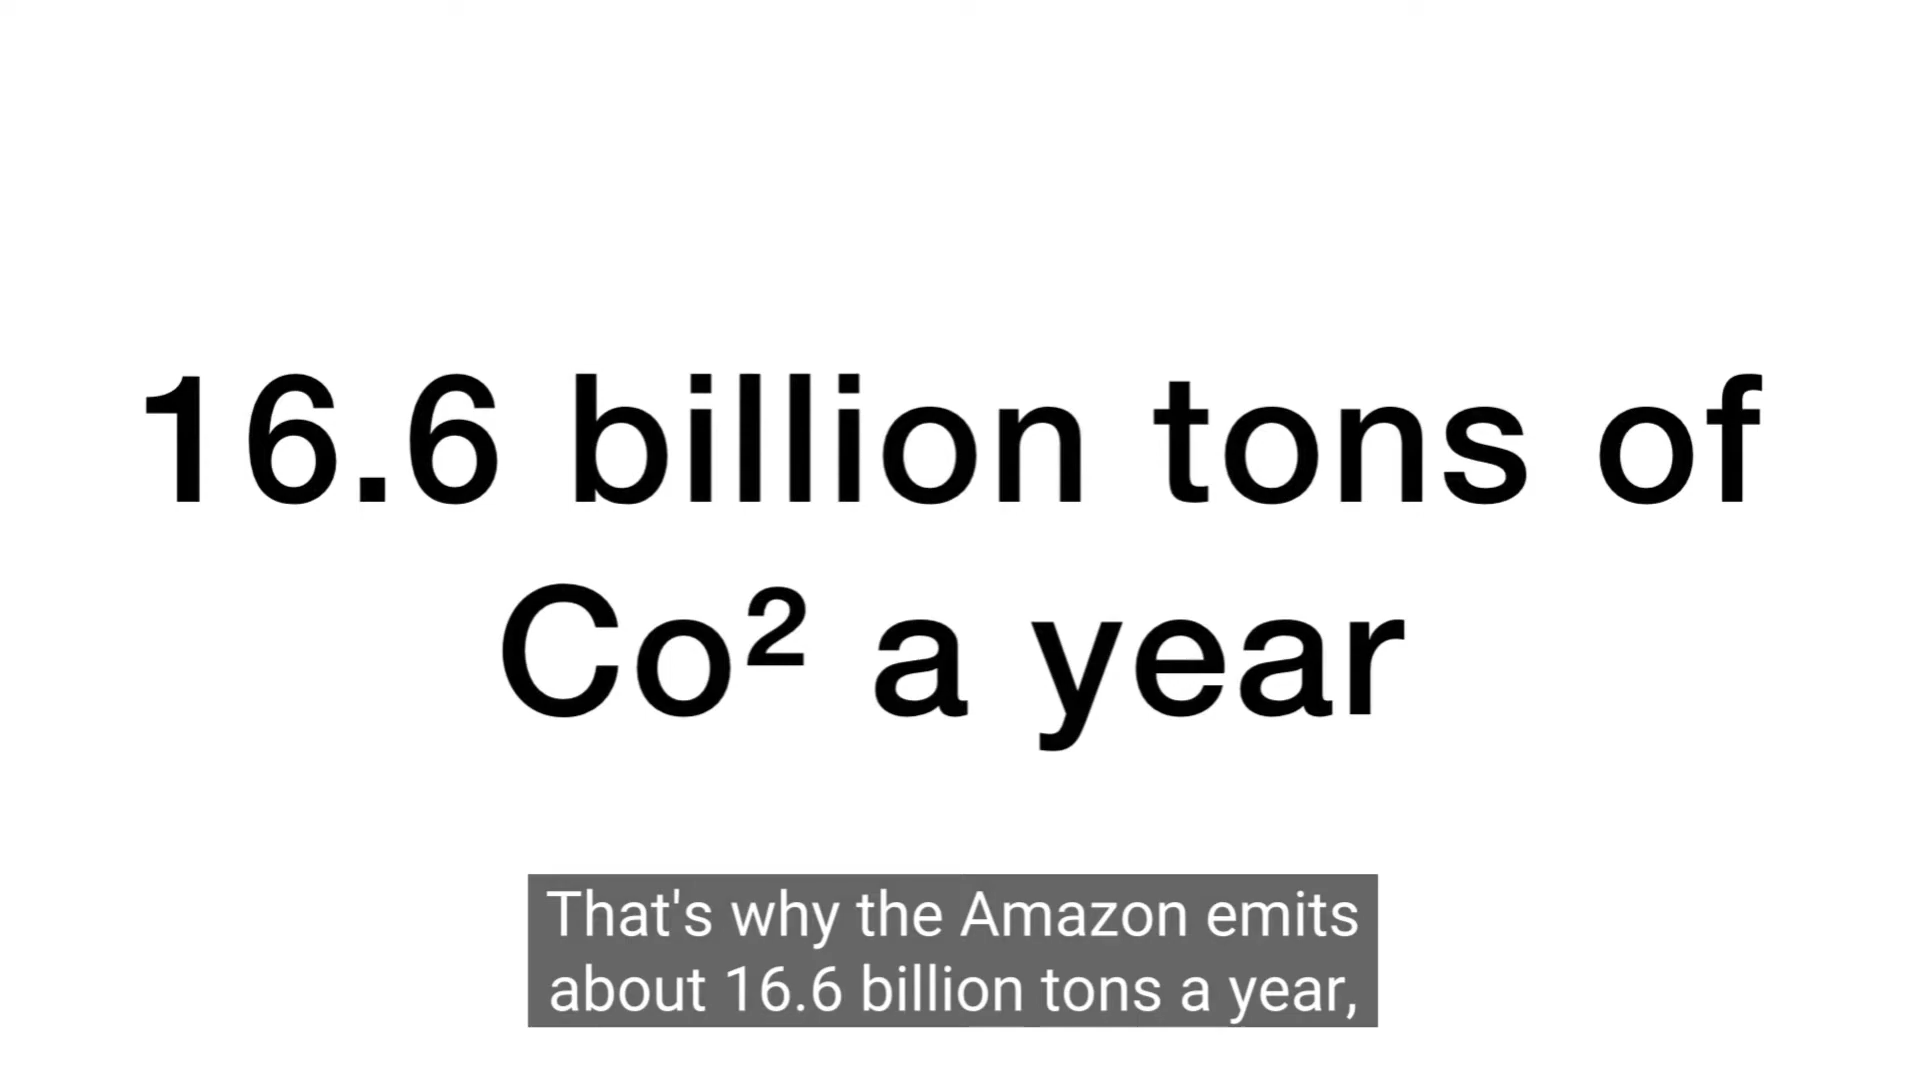 16.6 billion tons of
Co² a year
That's why the Amazon emits
about 16.6 billion tons a year,